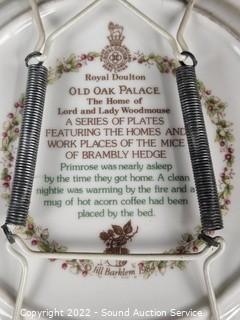 Royal Doulton
OLD OAK PALACE
The Home of
Lord and Lady Woodmouse
A SERIES OF PLATES
FEATURING THE HOMES AND
WORK PLACES OF THE MICE
OF BRAMBLY HEDGE
Primrose was nearly asleep
by the time they got home. A clean
nightie was warming by the fire and a
mug of hot acorn coffee had been
placed by the bed.
Jill Barklem
Copyright © 2022 - Sound Auction Service